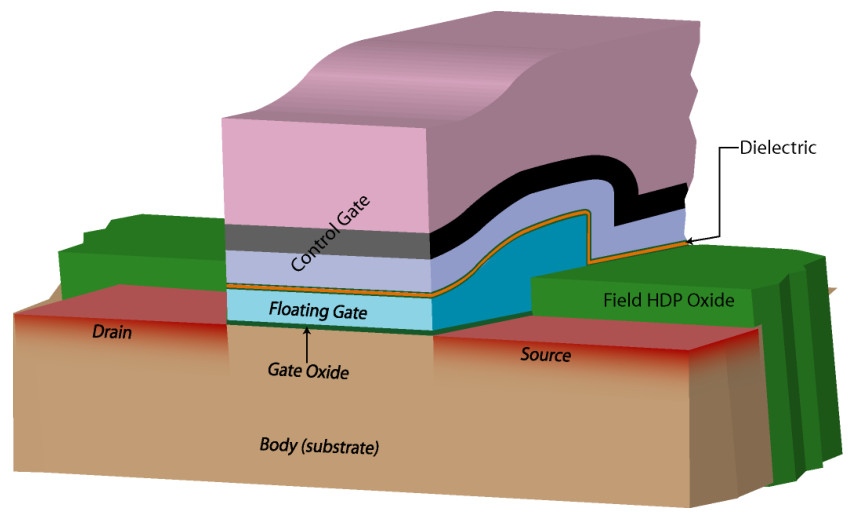 Dielectric
Control Gate
Floating Gate
Field HDP Oxide
Drain
Source
Gate Oxide
Body (substrate)